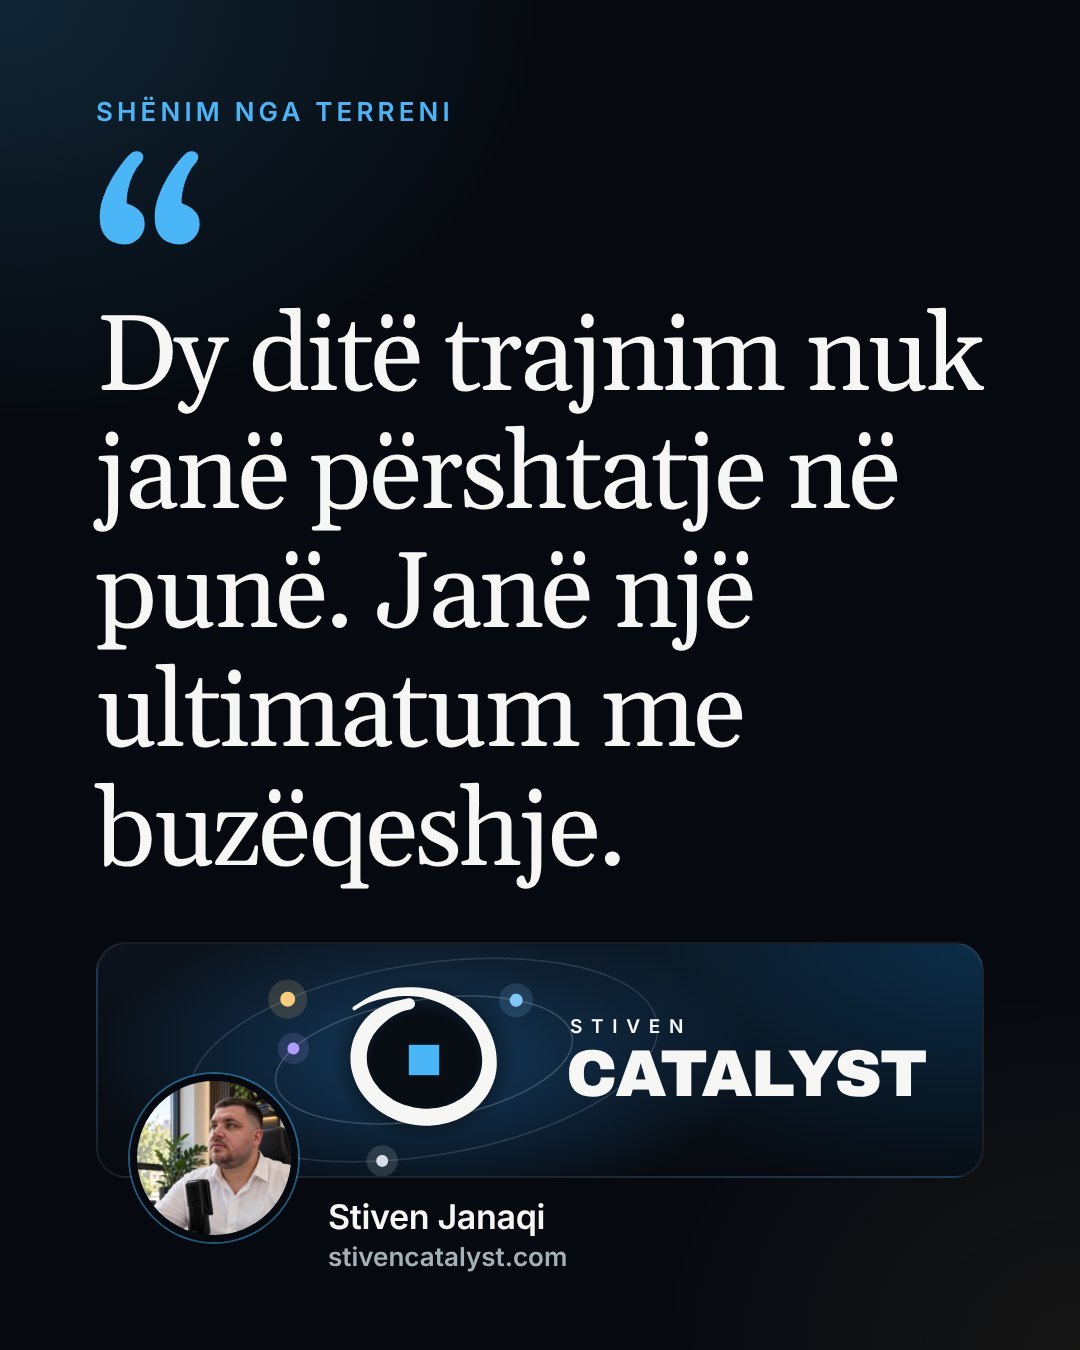 SHËNIM NGA TERRENI
“
Dy ditë trajnim nuk
janë përshtatje në
punë. Janë një
ultimatum me
buzëqeshje.
STIVEN
CATALYST
Stiven Janaqi
stivencatalyst.com